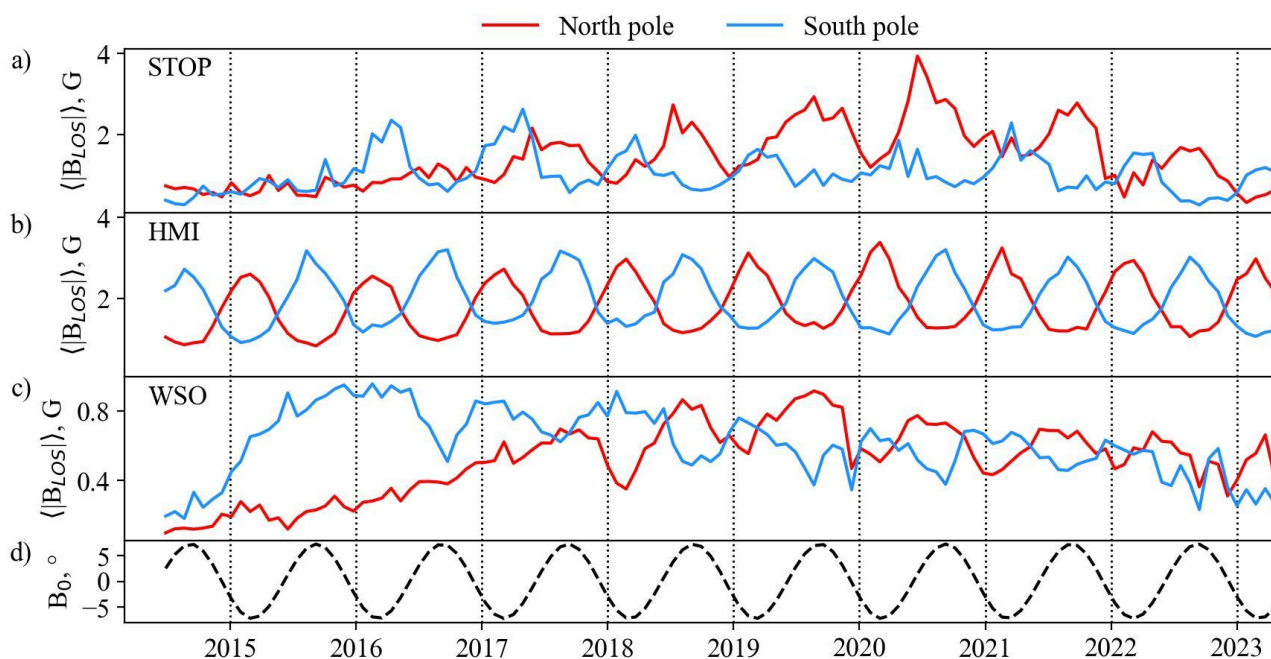 North pole South pole
a) STOP
⟨|B_LOS|⟩, G
4
2
b) HMI
⟨|B_LOS|⟩, G
4
2
c) WSO
⟨|B_LOS|⟩, G
0.8
0.4
d)
B₀, °
5
0
−5
2015 2016 2017 2018 2019 2020 2021 2022 2023